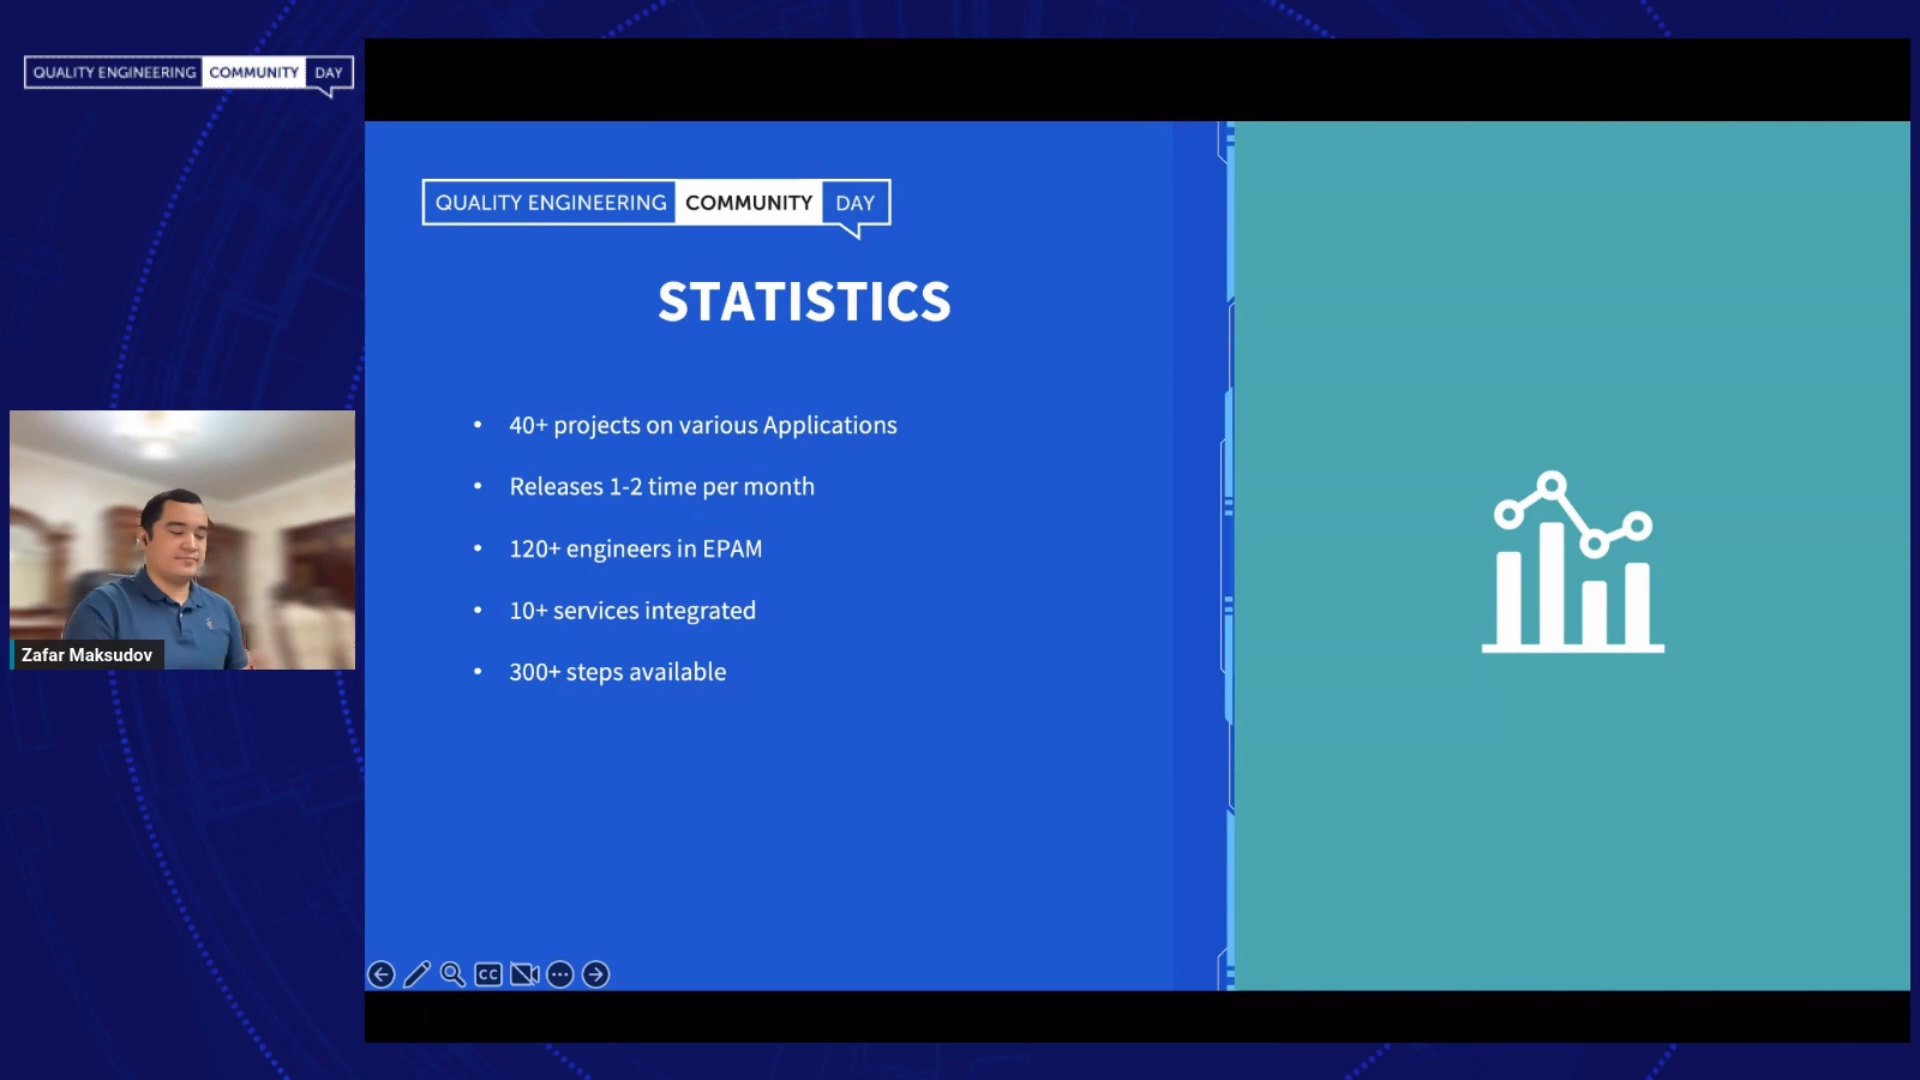 QUALITY ENGINEERING COMMUNITY DAY
QUALITY ENGINEERING COMMUNITY DAY
STATISTICS
• 40+ projects on various Applications
• Releases 1-2 time per month
• 120+ engineers in EPAM
• 10+ services integrated
• 300+ steps available
Zafar Maksudov
CC